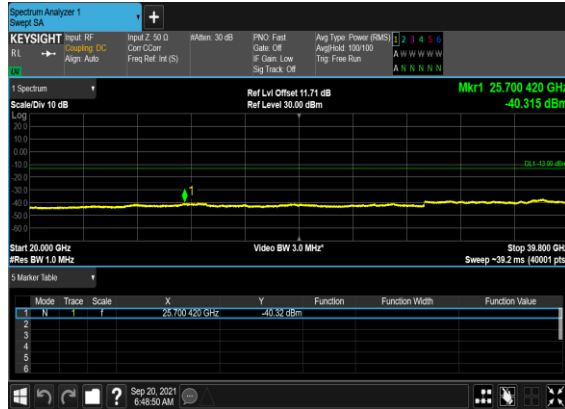 Spectrum Analyzer 1
Swept SA
+
KEYSIGHT Input: RF Input Z: 50 Ω #Atten: 30 dB PNO: Fast Avg Type: Power (RMS) 1 2 3 4 5 6
RL Coupling: DC Corr CCorr Gate: Off Avg|Hold: 100/100 A W W W W W
Align: Auto Freq Ref: Int (S) IF Gain: Low Trig: Free Run
Sig Track: Off A N N N N N
1 Spectrum Ref Lvl Offset 11.71 dB Mkr1 25.700 420 GHz
Scale/Div 10 dB Ref Level 30.00 dBm -40.315 dBm
Log
20.0
10.0
0.00
-10.0
DL1 -13.00 dBm
-20.0
1
-30.0
-40.0
-50.0
-60.0
Start 20.000 GHz Video BW 3.0 MHz* Stop 39.800 GHz
#Res BW 1.0 MHz Sweep ~39.2 ms (40001 pts)
5 Marker Table
Mode Trace Scale X Y Function Function Width Function Value
1 N 1 f 25.700 420 GHz -40.32 dBm
2
3
4
5
6
? Sep 20, 2021
6:48:50 AM